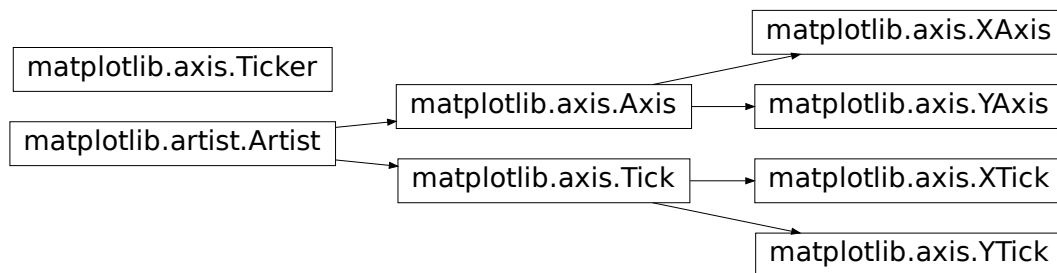 matplotlib.axis.XAxis
matplotlib.axis.Ticker
matplotlib.axis.Axis
matplotlib.axis.YAxis
matplotlib.artist.Artist
matplotlib.axis.Tick
matplotlib.axis.XTick
matplotlib.axis.YTick